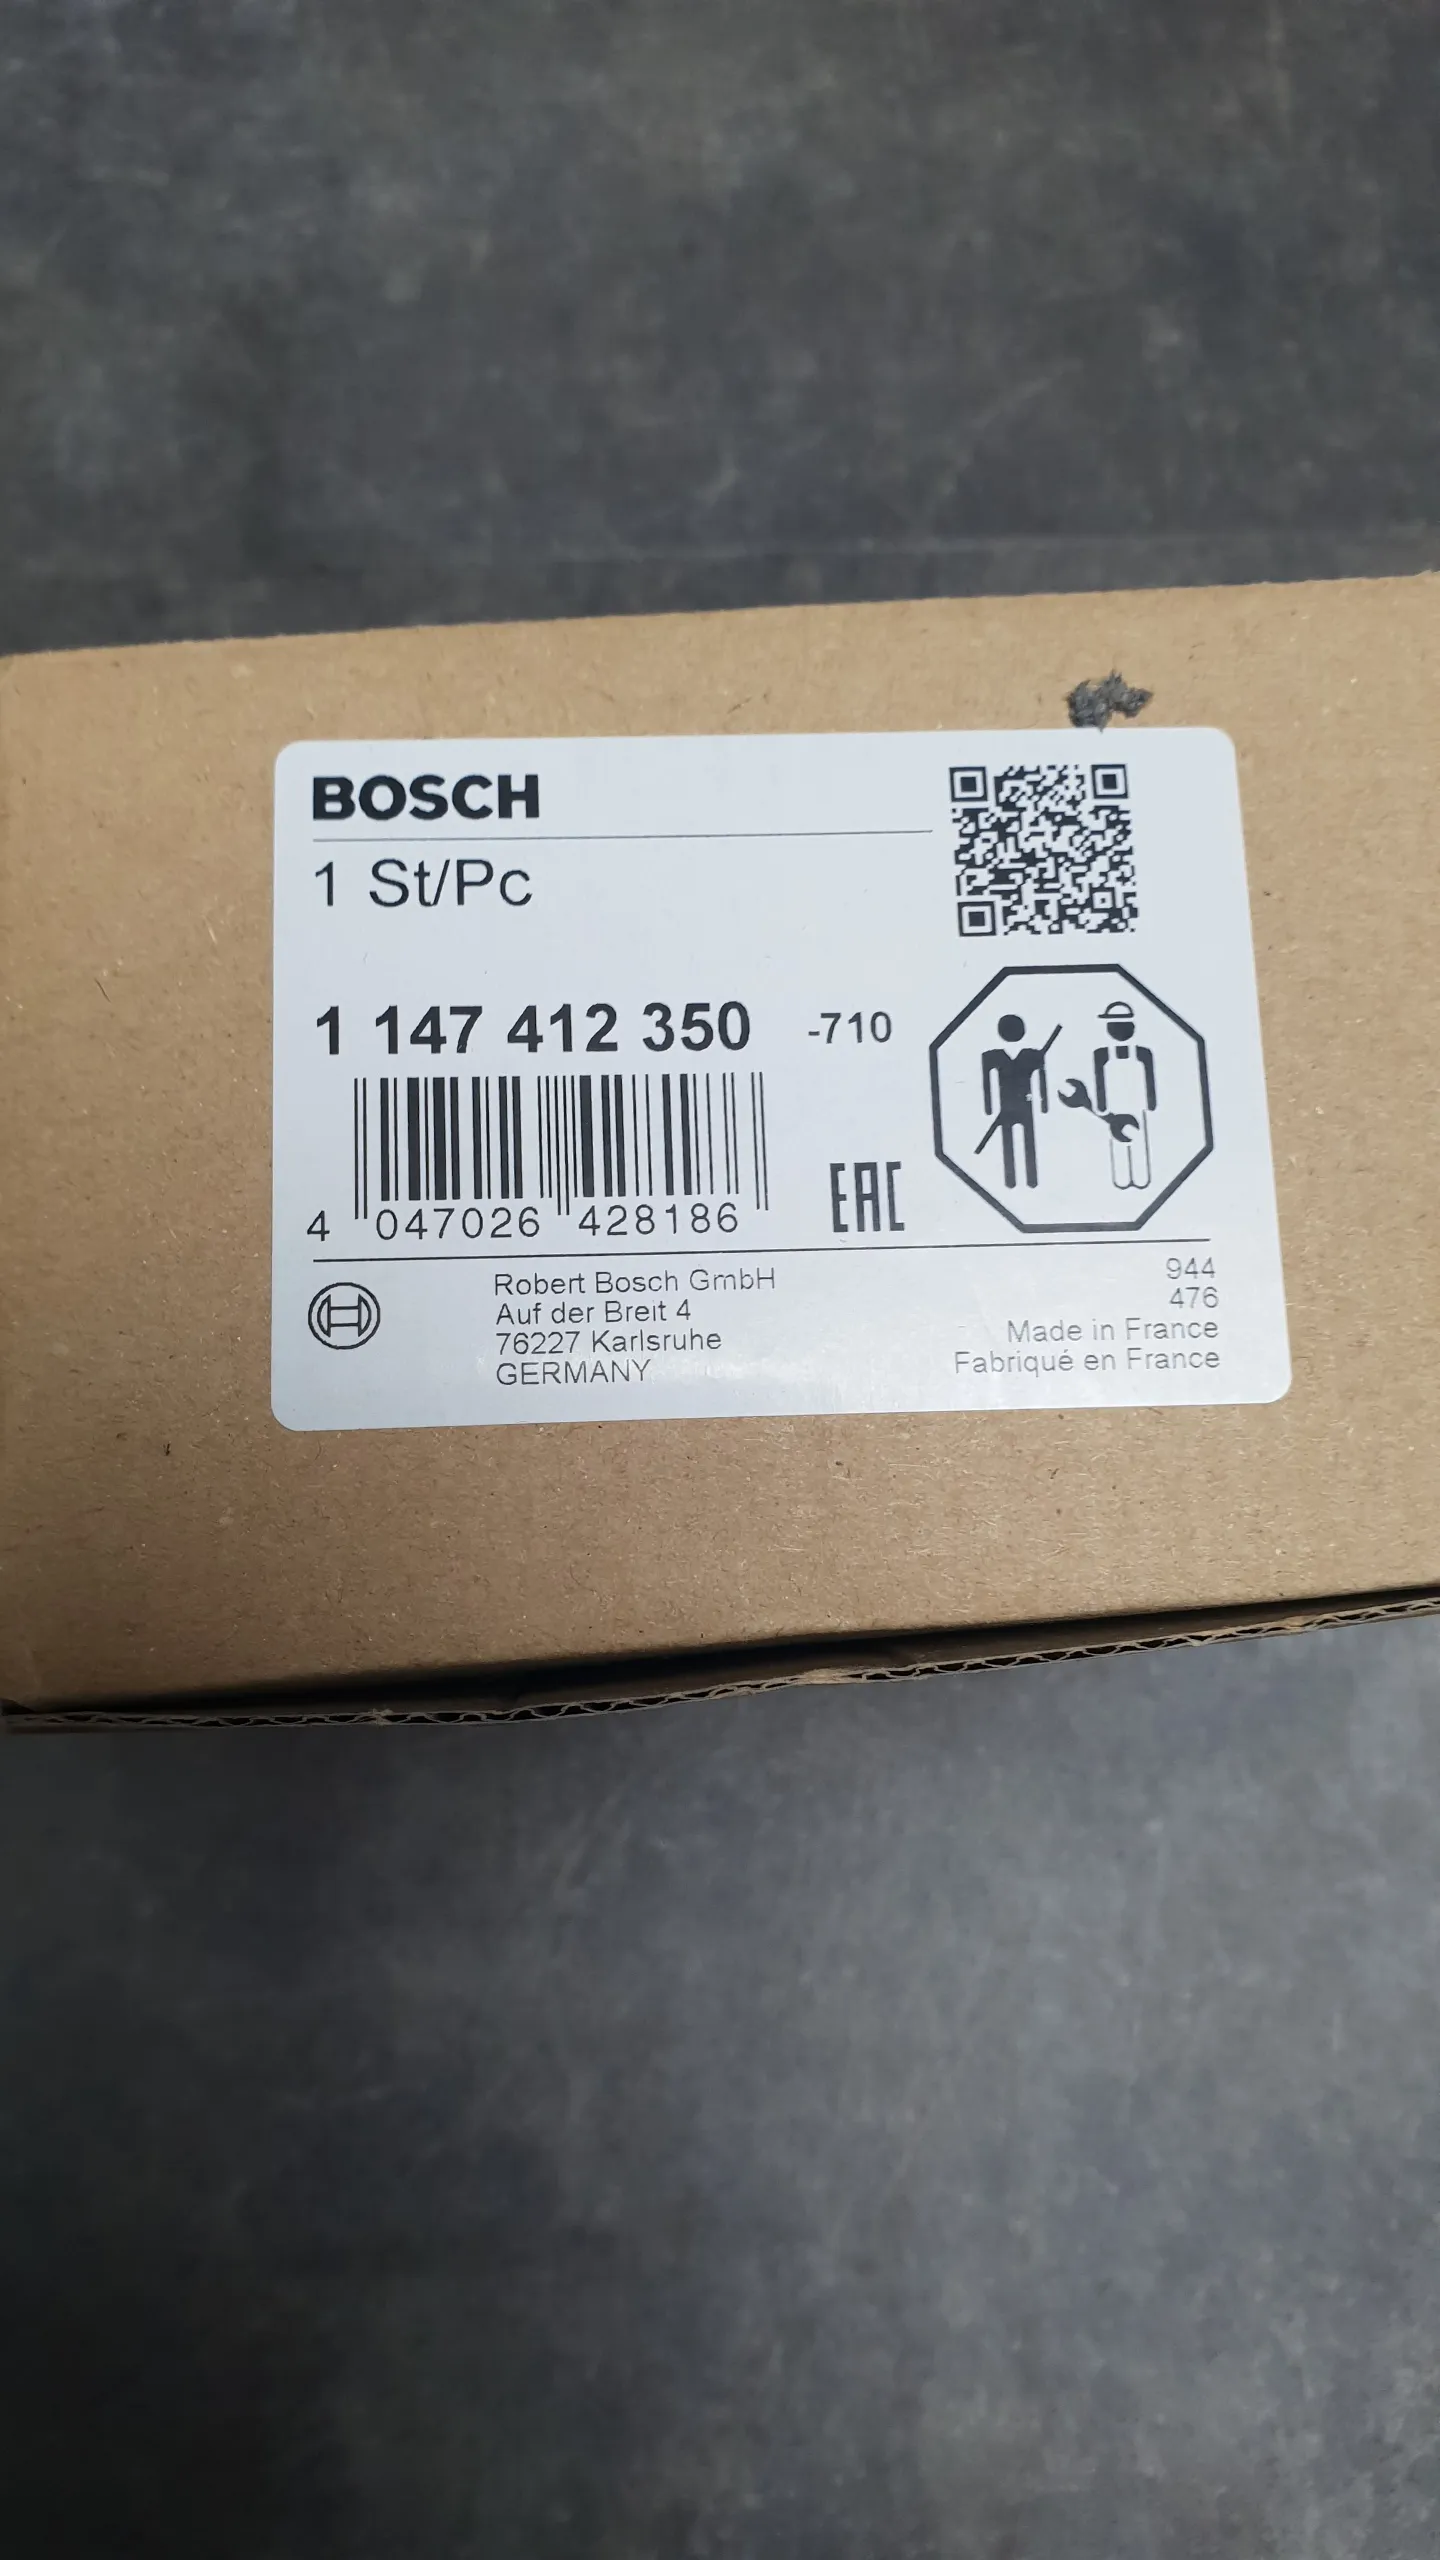 BOSCH
1 St/Pc
1 147 412 350 -710
4 047026 428186
EAC
Robert Bosch GmbH
Auf der Breit 4
76227 Karlsruhe
GERMANY
944
476
Made in France
Fabriqué en France